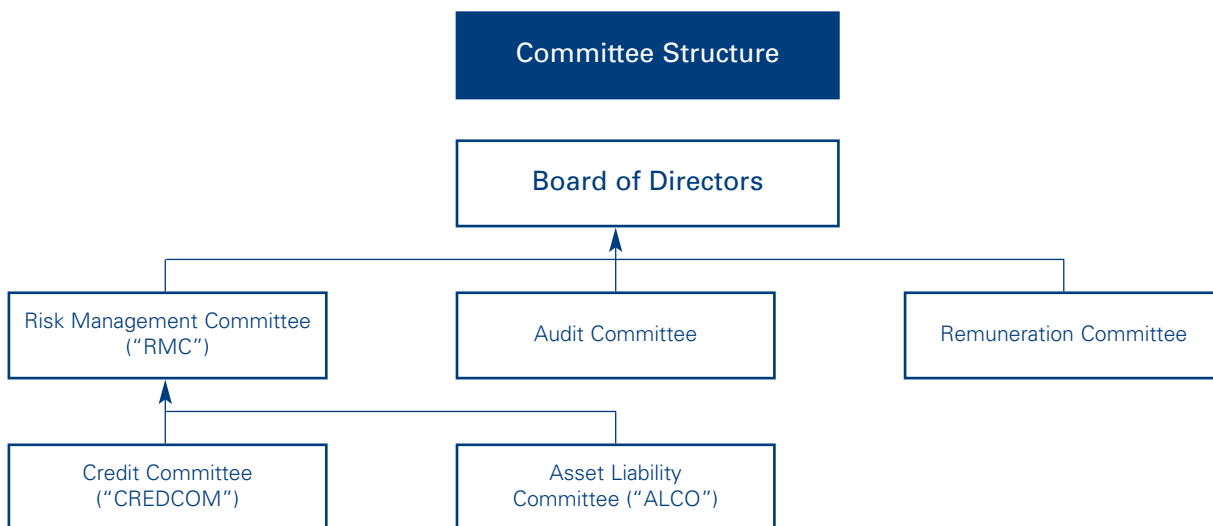 Committee Structure
Board of Directors
Risk Management Committee
(“RMC”)
Audit Committee
Remuneration Committee
Credit Committee
(“CREDCOM”)
Asset Liability
Committee (“ALCO”)